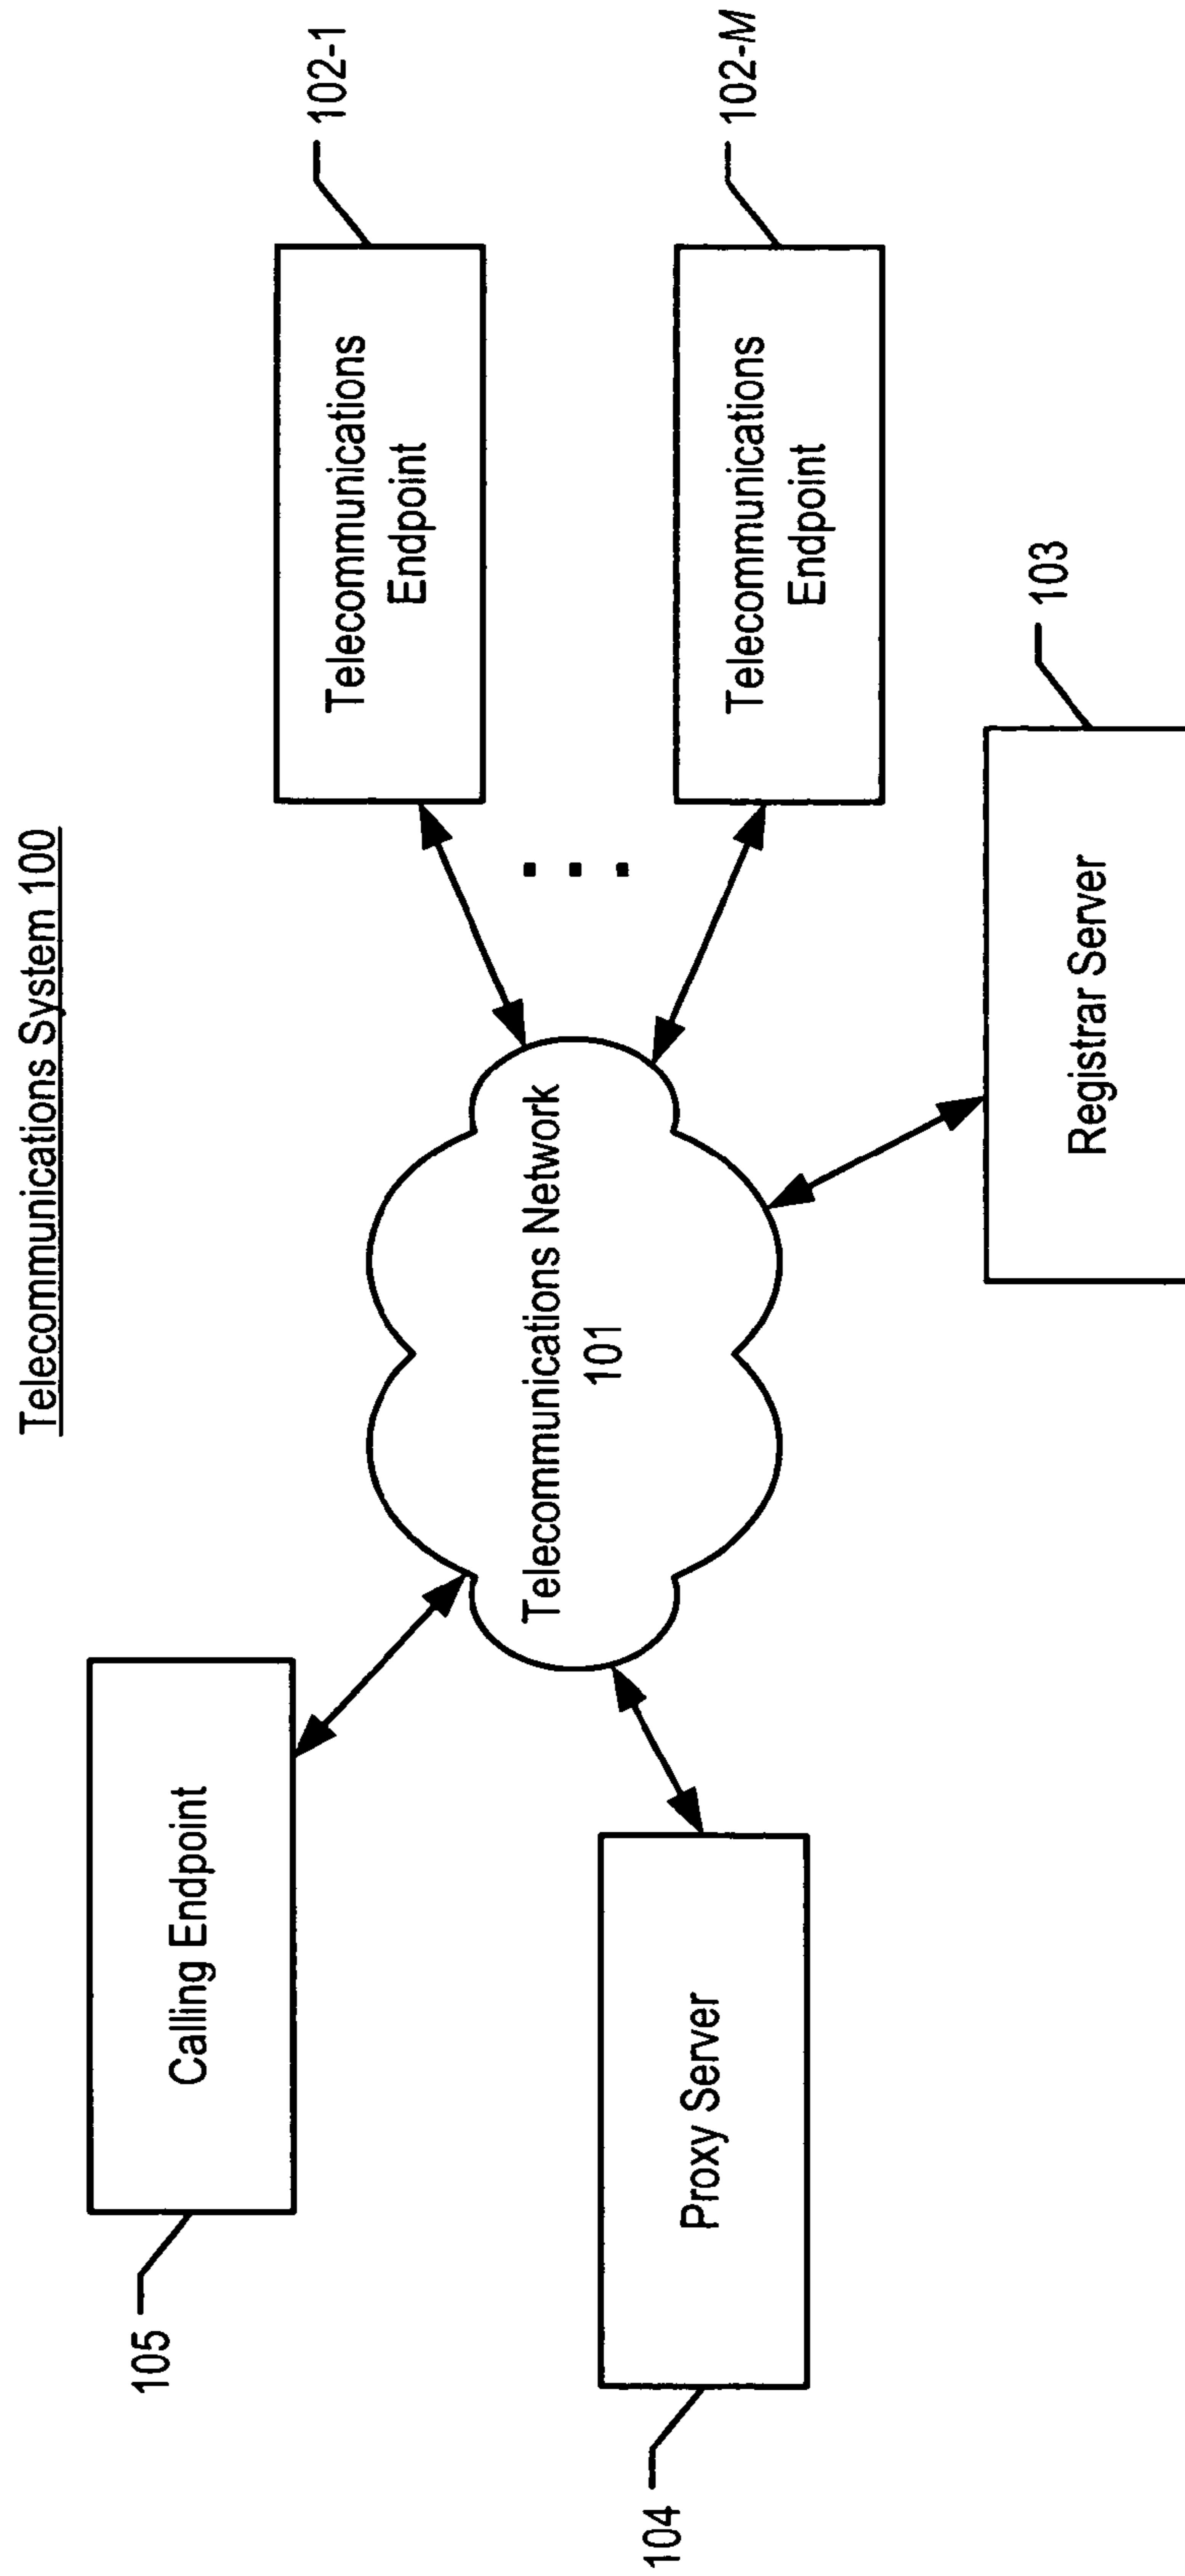 Telecommunications System 100
105
Calling Endpoint
Telecommunications
Endpoint
102-1
Telecommunications Network
101
104
Proxy Server
Telecommunications
Endpoint
102-M
Registrar Server
103